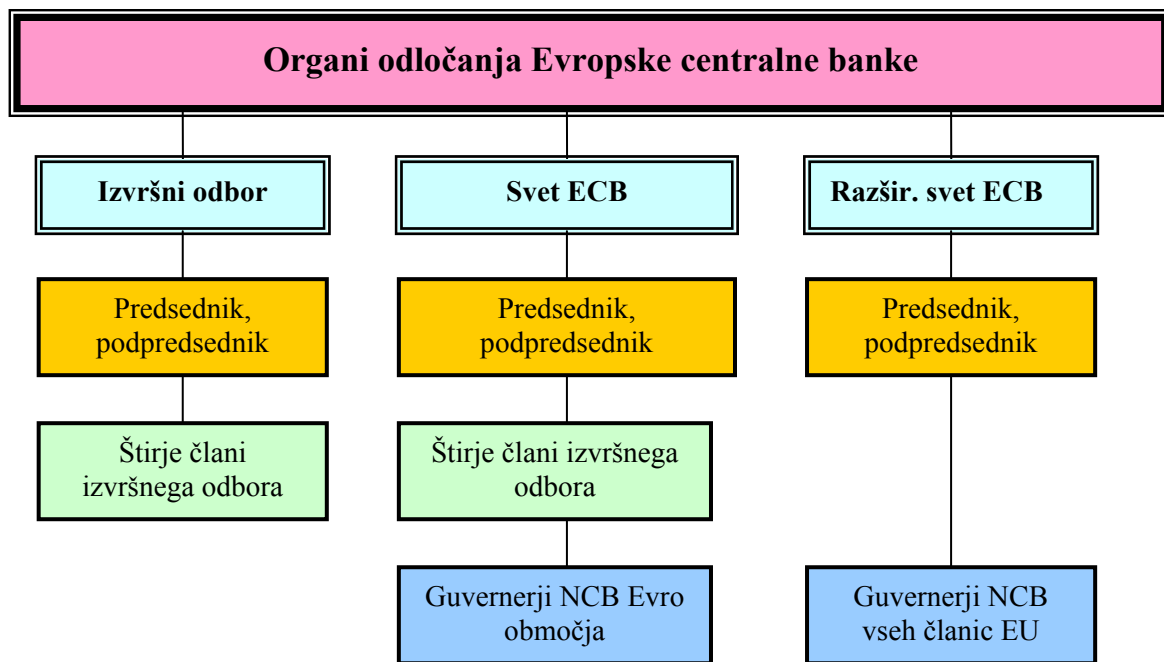 Organi odločanja Evropske centralne banke
Izvršni odbor
Svet ECB
Razšir. svet ECB
Predsednik,
podpredsednik
Predsednik,
podpredsednik
Predsednik,
podpredsednik
Štirje člani
izvršnega odbora
Štirje člani izvršnega
odbora
Guvernerji NCB Evro
območja
Guvernerji NCB
vseh članic EU